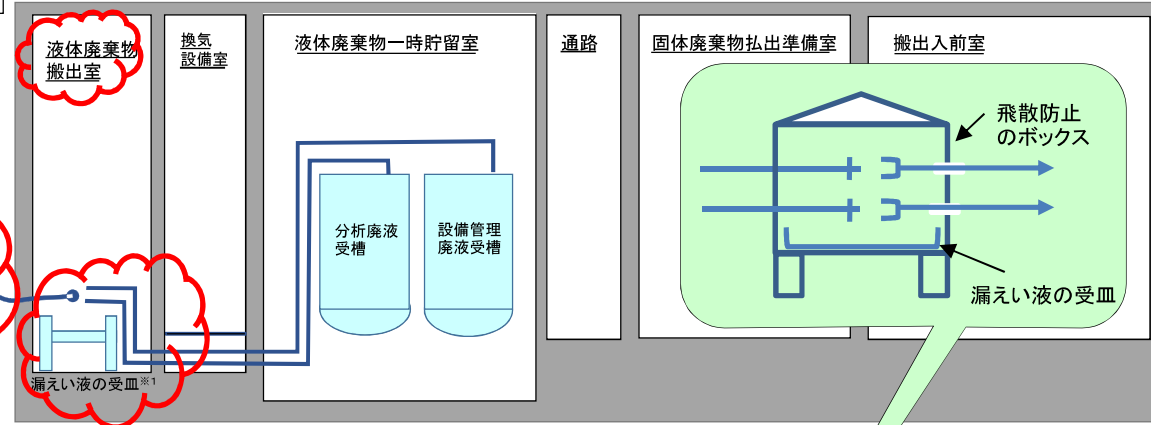 液体廃棄物
搬出室
換気
設備室
液体廃棄物一時貯留室
通路
固体廃棄物払出準備室
搬出入前室
飛散防止
のボックス
分析廃液
受槽
設備管理
廃液受槽
漏えい液の受皿
漏えい液の受皿※1